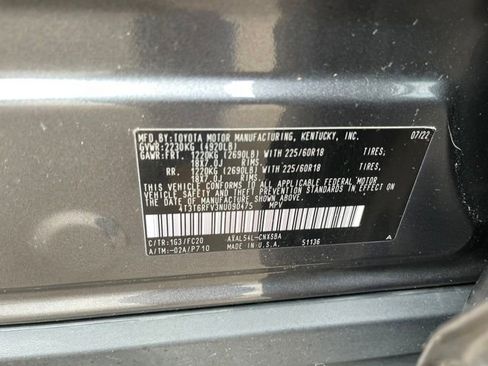 MFD.BY:TOYOTA MOTOR MANUFACTURING, KENTUCKY, INC. 07/22
GVWR:2230KG (4920LB)
GAWR:FRT. 1220KG (2690LB) WITH 225/60R18 TIRES,
18X7.0J RIMS,
RR. 1220KG (2690LB) WITH 225/60R18 TIRES,
18X7.0J RIMS,
THIS VEHICLE CONFORMS TO ALL APPLICABLE FEDERAL MOTOR VEHICLE
SAFETY AND THEFT PREVENTION STANDARDS IN EFFECT ON THE DATE
OF MANUFACTURE SHOWN ABOVE.
4T3T6RFV3NU090475 MPV
C/TR:1G3/FC20 AXAL54L-CNXSBA
A/TM:-02A/P710 MADE IN U.S.A. 51136 A